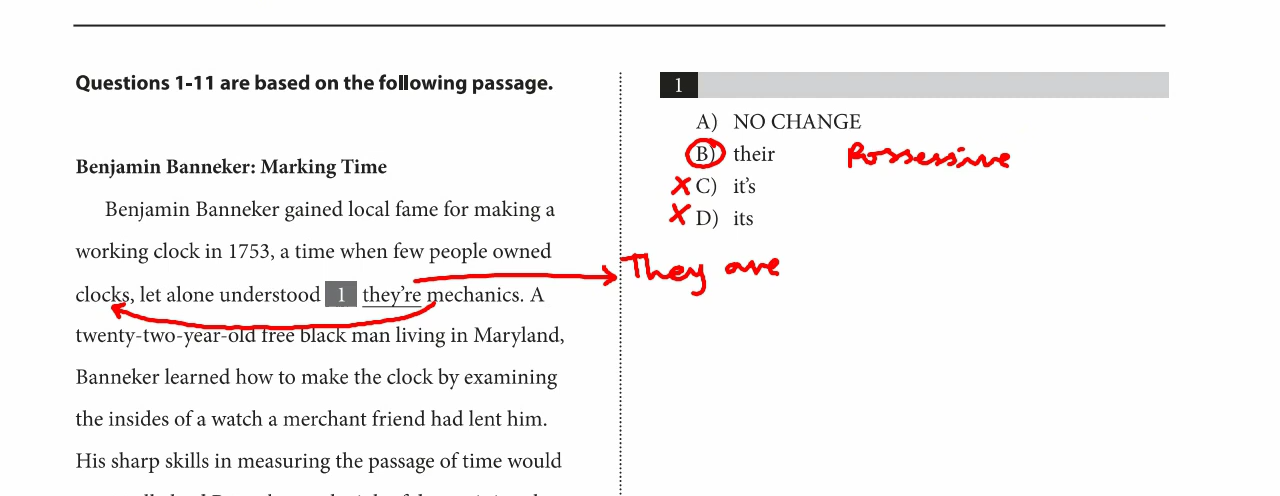 Questions 1-11 are based on the following passage.
Benjamin Banneker: Marking Time
Benjamin Banneker gained local fame for making a
working clock in 1753, a time when few people owned
clocks, let alone understood 1 they're mechanics. A
twenty-two-year-old free black man living in Maryland,
Banneker learned how to make the clock by examining
the insides of a watch a merchant friend had lent him.
His sharp skills in measuring the passage of time would
1
A) NO CHANGE
B) their Possessive
C) it's
D) its
They are